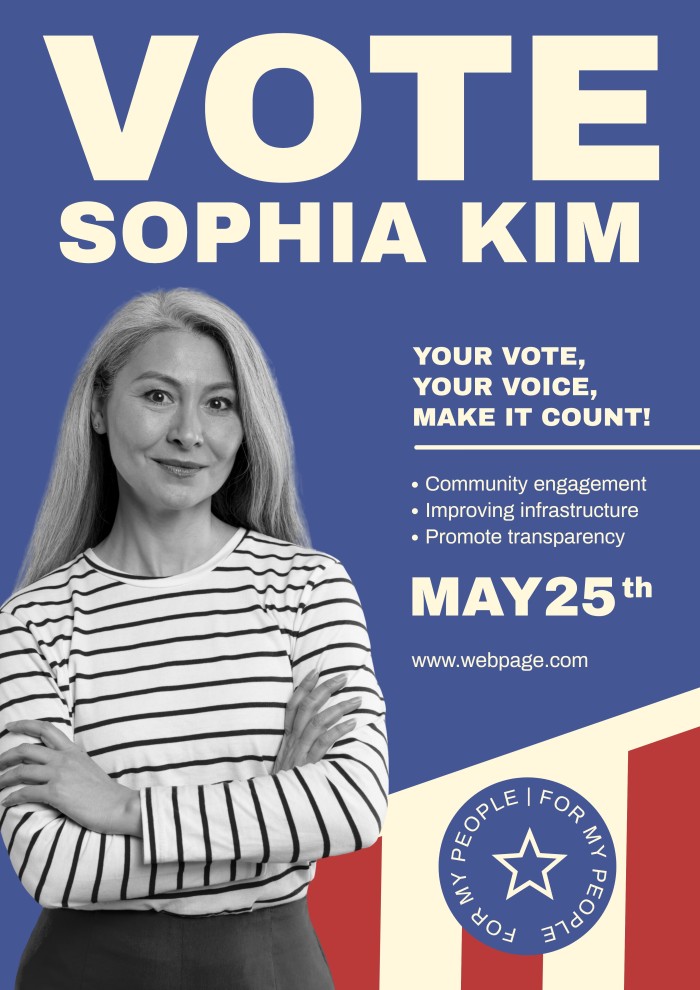 VOTE
SOPHIA KIM
YOUR VOTE,
YOUR VOICE,
MAKE IT COUNT!
• Community engagement
• Improving infrastructure
• Promote transparency
MAY25th
www.webpage.com
FOR MY PEOPLE | FOR MY PEOPLE